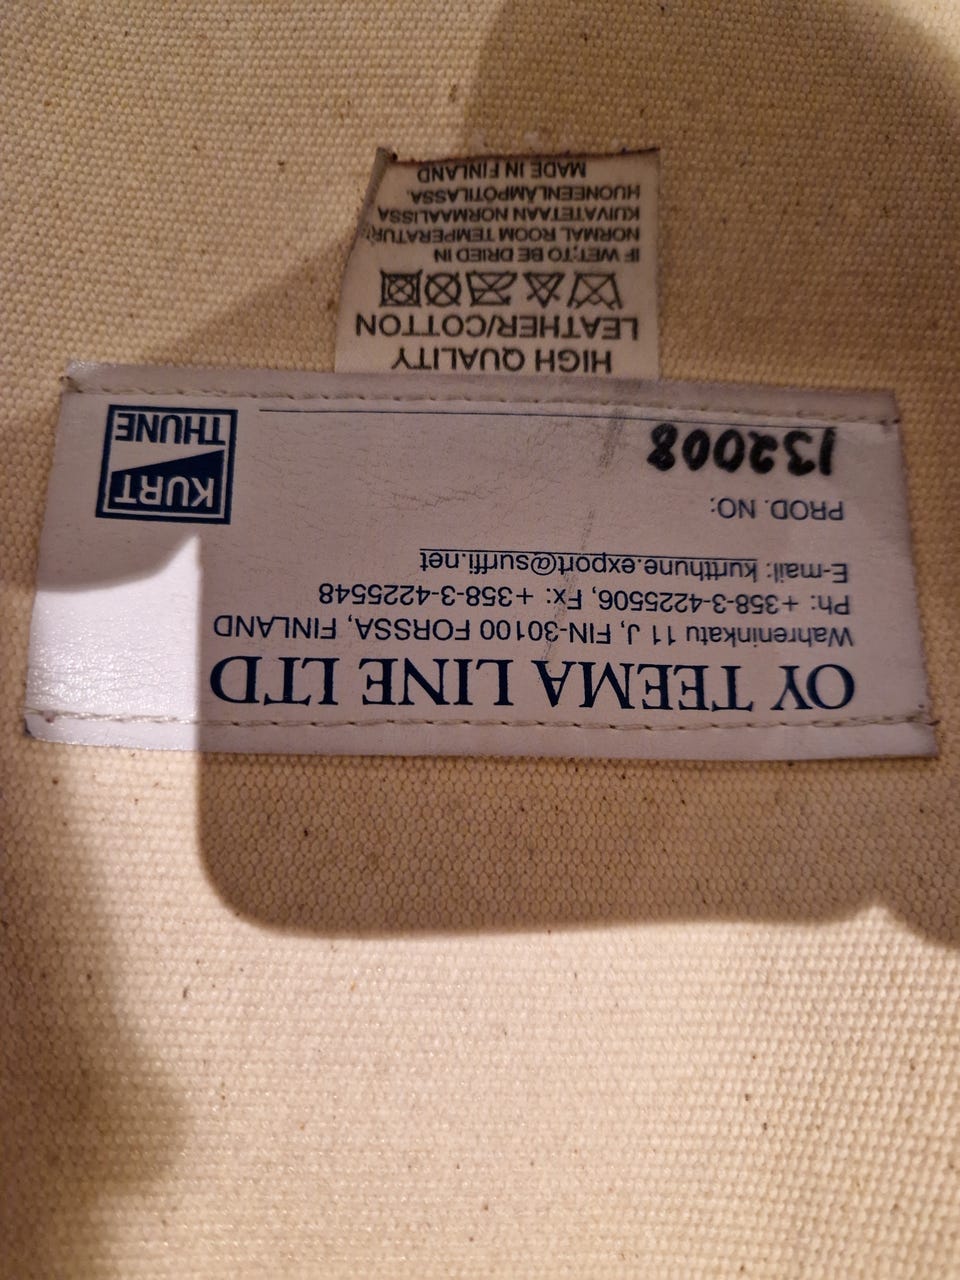 OY TEEMA LINE LTD
Wahreninkatu 11 J, FIN-30100 FORSSA, FINLAND
Ph: +358-3-4225506, Fx: +358-3-4225548
E-mail: kurtthune.export@surffi.net
PROD. NO:
132008
KURT
THUNE
HIGH QUALITY
LEATHER/COTTON
IF WET;TO BE DRIED IN
NORMAL ROOM TEMPERATUR
KUIVATETAAN NORMAALISSA
HUONEENLÄMPÖTILASSA.
MADE IN FINLAND